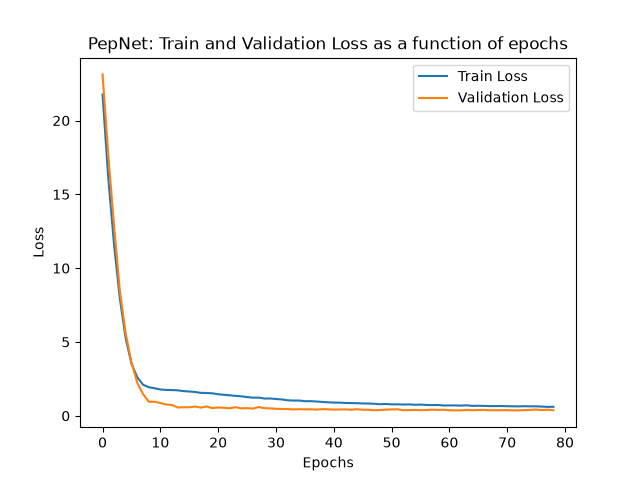 PepNet: Train and Validation Loss as a function of epochs
Train Loss
Validation Loss
Loss
20
15
10
5
0
0 10 20 30 40 50 60 70 80
Epochs